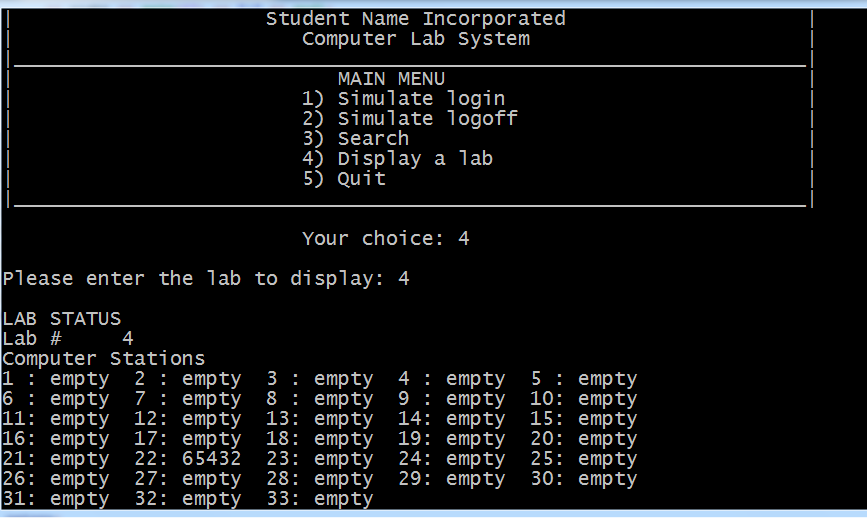 Student Name Incorporated
Computer Lab System
MAIN MENU
1) Simulate login
2) Simulate logoff
3) Search
4) Display a lab
5) Quit
Your choice: 4
Please enter the lab to display: 4
LAB STATUS
Lab #     4
Computer Stations
1 : empty  2 : empty  3 : empty  4 : empty  5 : empty
6 : empty  7 : empty  8 : empty  9 : empty  10: empty
11: empty  12: empty  13: empty  14: empty  15: empty
16: empty  17: empty  18: empty  19: empty  20: empty
21: empty  22: 65432  23: empty  24: empty  25: empty
26: empty  27: empty  28: empty  29: empty  30: empty
31: empty  32: empty  33: empty